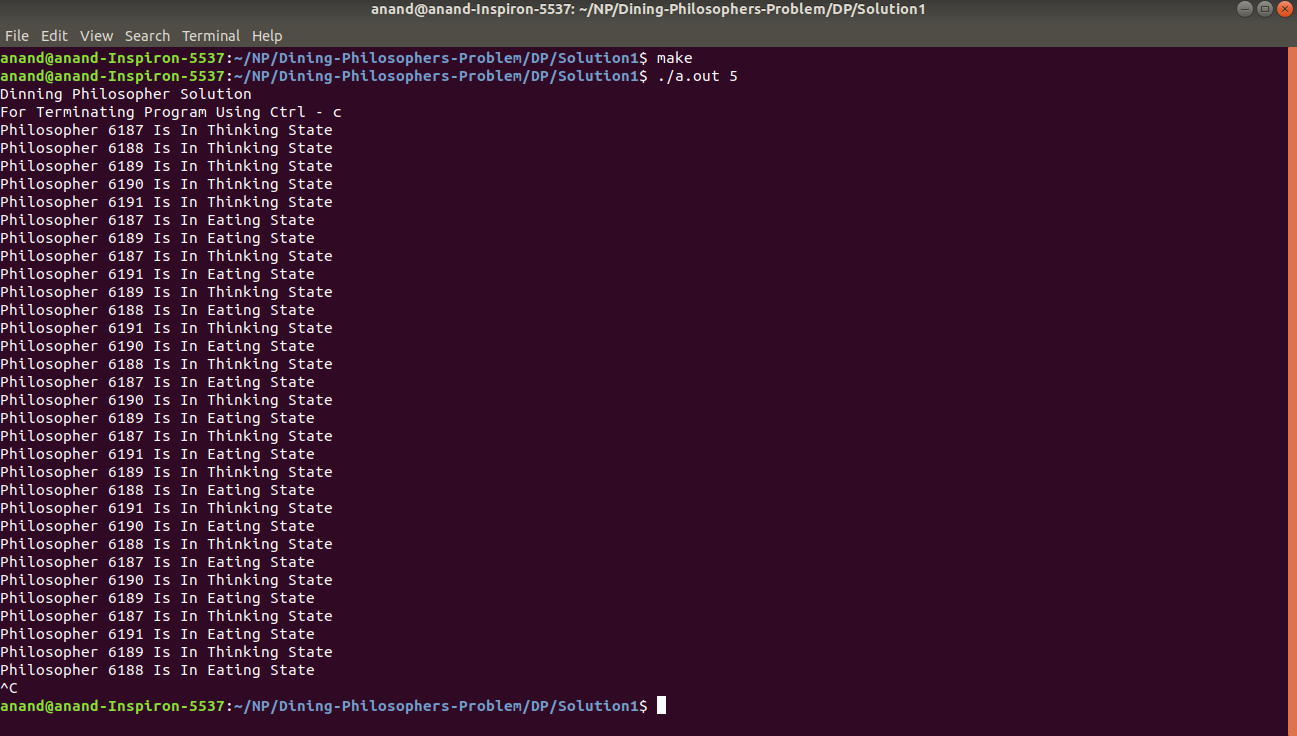 anand@anand-Inspiron-5537: ~/NP/Dining-Philosophers-Problem/DP/Solution1
File Edit View Search Terminal Help
anand@anand-Inspiron-5537:~/NP/Dining-Philosophers-Problem/DP/Solution1$ make
anand@anand-Inspiron-5537:~/NP/Dining-Philosophers-Problem/DP/Solution1$ ./a.out 5
Dinning Philosopher Solution
For Terminating Program Using Ctrl - c
Philosopher 6187 Is In Thinking State
Philosopher 6188 Is In Thinking State
Philosopher 6189 Is In Thinking State
Philosopher 6190 Is In Thinking State
Philosopher 6191 Is In Thinking State
Philosopher 6187 Is In Eating State
Philosopher 6189 Is In Eating State
Philosopher 6187 Is In Thinking State
Philosopher 6191 Is In Eating State
Philosopher 6189 Is In Thinking State
Philosopher 6188 Is In Eating State
Philosopher 6191 Is In Thinking State
Philosopher 6190 Is In Eating State
Philosopher 6188 Is In Thinking State
Philosopher 6187 Is In Eating State
Philosopher 6190 Is In Thinking State
Philosopher 6189 Is In Eating State
Philosopher 6187 Is In Thinking State
Philosopher 6191 Is In Eating State
Philosopher 6189 Is In Thinking State
Philosopher 6188 Is In Eating State
Philosopher 6191 Is In Thinking State
Philosopher 6190 Is In Eating State
Philosopher 6188 Is In Thinking State
Philosopher 6187 Is In Eating State
Philosopher 6190 Is In Thinking State
Philosopher 6189 Is In Eating State
Philosopher 6187 Is In Thinking State
Philosopher 6191 Is In Eating State
Philosopher 6189 Is In Thinking State
Philosopher 6188 Is In Eating State
^C
anand@anand-Inspiron-5537:~/NP/Dining-Philosophers-Problem/DP/Solution1$